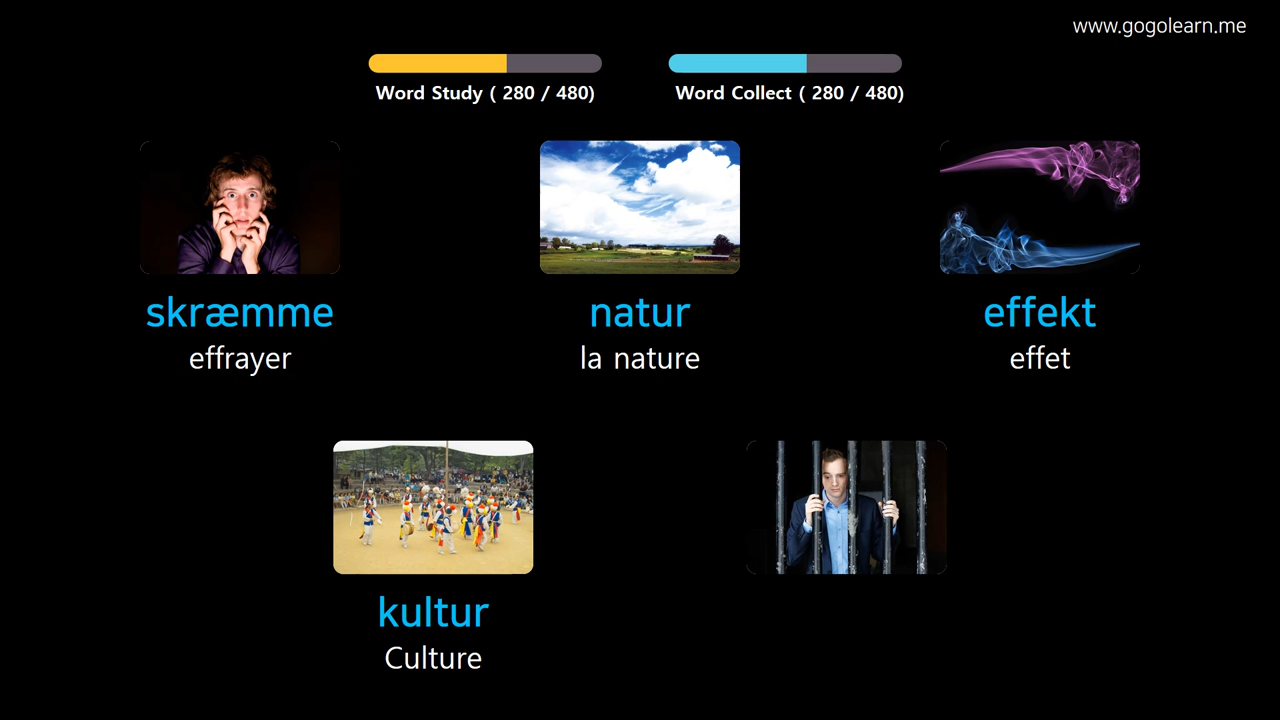 www.gogolearn.me
Word Study ( 280 / 480)
Word Collect ( 280 / 480)
skræmme
effrayer
natur
la nature
effekt
effet
kultur
Culture